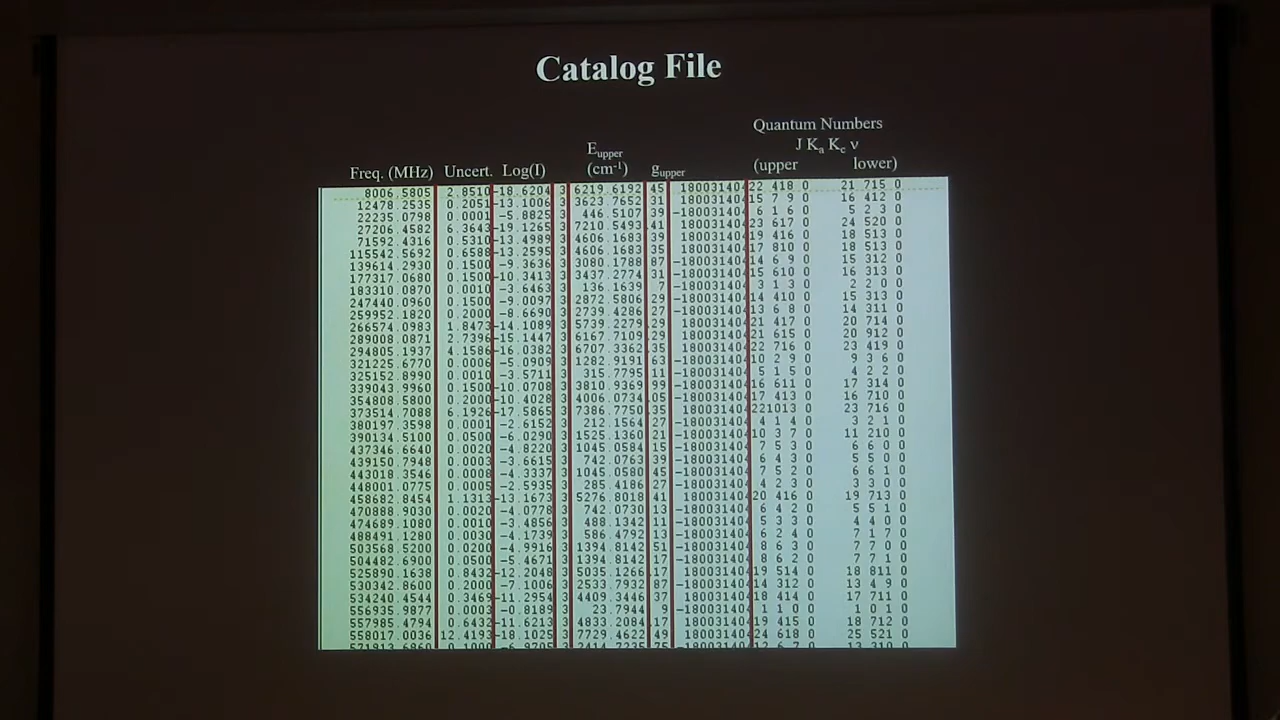 Catalog File
Quantum Numbers
J Ka Kc ν
Eupper
Freq. (MHz) Uncert. Log(I) (cm-1) gupper (upper lower)
8006.5805 2.8510 -18.6204 3 6219.6192 45 180031404 22 418 0 21 715 0
12478.2535 0.2051 -13.1006 3 3623.7652 31 18003140415 7 9 0 16 412 0
22235.0798 0.0001 -5.8825 3 446.5107 39 -180031404 6 1 6 0 5 2 3 0
27206.4582 6.3643 -19.1265 3 7210.5493 41 180031404 23 617 0 24 520 0
71592.4316 0.5310 -13.4989 3 4606.1683 39 180031404 19 416 0 18 513 0
115542.5692 0.6588 -13.2595 3 4606.1683 35 180031404 17 810 0 18 513 0
139614.2930 0.1500 -9.3636 3 3080.1788 87 -180031404 14 6 9 0 15 312 0
177317.0680 0.1500 -10.3413 3 3437.2774 31 -180031404 15 610 0 16 313 0
183310.0870 0.0010 -3.6463 3 136.1639 7 -180031404 3 1 3 0 2 2 0 0
247440.0960 0.1500 -9.0097 3 2872.5806 29 -180031404 14 410 0 15 313 0
259952.1820 0.2000 -8.6690 3 2739.4286 27 -180031404 13 6 8 0 14 311 0
266574.0983 1.8473 -14.1089 3 5739.2279 29 180031404 21 417 0 20 714 0
289008.0871 2.7396 -15.1447 3 6167.7109 29 180031404 21 615 0 20 912 0
294805.1937 4.1586 -16.0382 3 6707.3362 35 180031404 22 716 0 23 419 0
321225.6770 0.0006 -5.0909 3 1282.9191 63 -180031404 10 2 9 0 9 3 6 0
325152.8990 0.0010 -3.5711 3 315.7795 11 -180031404 5 1 5 0 4 2 2 0
339043.9960 0.1500 -10.0708 3 3810.9369 99 -180031404 16 611 0 17 314 0
354808.5800 0.2000 -10.4028 3 4006.0734 05 -180031404 17 413 0 16 710 0
373514.7088 6.1926 -17.5865 3 7386.7750 35 180031404 221013 0 23 716 0
380197.3598 0.0001 -2.6152 3 212.1564 27 -180031404 4 1 4 0 3 2 1 0
390134.5100 0.0500 -6.0290 3 1525.1360 21 -180031404 10 3 7 0 11 210 0
437346.6640 0.0020 -4.8220 3 1045.0584 15 -180031404 7 5 3 0 6 6 0 0
439150.7948 0.0003 -3.6615 3 742.0763 39 -180031404 6 4 3 0 5 5 0 0
443018.3546 0.0008 -4.3337 3 1045.0580 45 -180031404 7 5 2 0 6 6 1 0
448001.0775 0.0005 -2.5935 3 285.4186 27 -180031404 4 2 3 0 3 3 0 0
458682.8454 1.1313 -13.1673 3 5276.8018 41 180031404 20 416 0 19 713 0
470888.9030 0.0020 -4.0778 3 742.0730 13 -180031404 6 4 2 0 5 5 1 0
474689.1080 0.0010 -3.4856 3 488.1342 11 -180031404 5 3 3 0 4 4 0 0
488491.1280 0.0030 -4.1739 3 586.4792 13 -180031404 6 2 4 0 7 1 7 0
503568.5200 0.0200 -4.9916 3 1394.8142 51 -180031404 8 6 3 0 7 7 0 0
504482.6900 0.0500 -5.4671 3 1394.8142 17 -180031404 8 6 2 0 7 7 1 0
525890.1638 0.8432 -12.2048 3 5035.1266 17 180031404 19 514 0 18 811 0
530342.8600 0.2000 -7.1006 3 2533.7932 87 -180031404 14 312 0 13 4 9 0
534240.4544 0.3469 -11.2954 3 4409.3446 37 180031404 18 414 0 17 711 0
556935.9877 0.0003 -0.8189 3 23.7944 9 -180031404 1 1 0 0 1 0 1 0
557985.4794 0.6432 -11.6213 3 4833.2084 17 180031404 19 415 0 18 712 0
558017.0036 12.4193 -18.1025 3 7729.4622 49 180031404 24 618 0 25 521 0